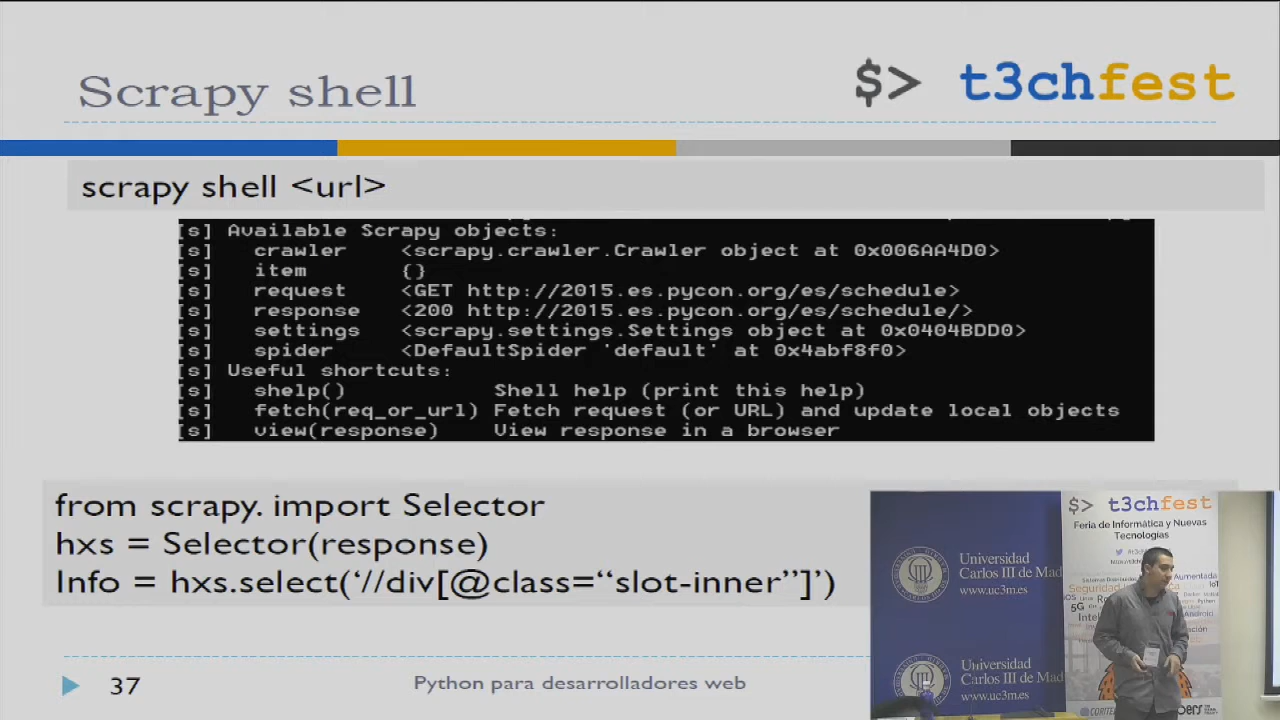 Scrapy shell
$> t3chfest
scrapy shell <url>
[s] Available Scrapy objects:
[s] crawler <scrapy.crawler.Crawler object at 0x006AA4D0>
[s] item {}
[s] request <GET http://2015.es.pycon.org/es/schedule>
[s] response <200 http://2015.es.pycon.org/es/schedule/>
[s] settings <scrapy.settings.Settings object at 0x0404BDD0>
[s] spider <DefaultSpider 'default' at 0x4abf8f0>
[s] Useful shortcuts:
[s] shelp() Shell help (print this help)
[s] fetch(req_or_url) Fetch request (or URL) and update local objects
[s] view(response) View response in a browser
from scrapy. import Selector
hxs = Selector(response)
Info = hxs.select(‘//div[@class=“slot-inner”]’)
37
Python para desarrolladores web
Universidad
Carlos III de Mad
www.uc3m.es
Universidad
Carlos III de Mad
www.uc3m.es
$> t3chfest
Feria de Informática y Nuevas
Tecnologías
Aumentada
5G
Android